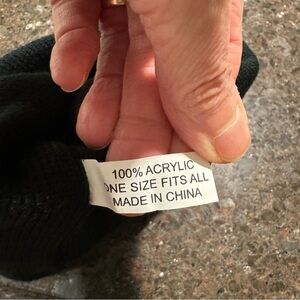 100% ACRYLIC
ONE SIZE FITS ALL
MADE IN CHINA